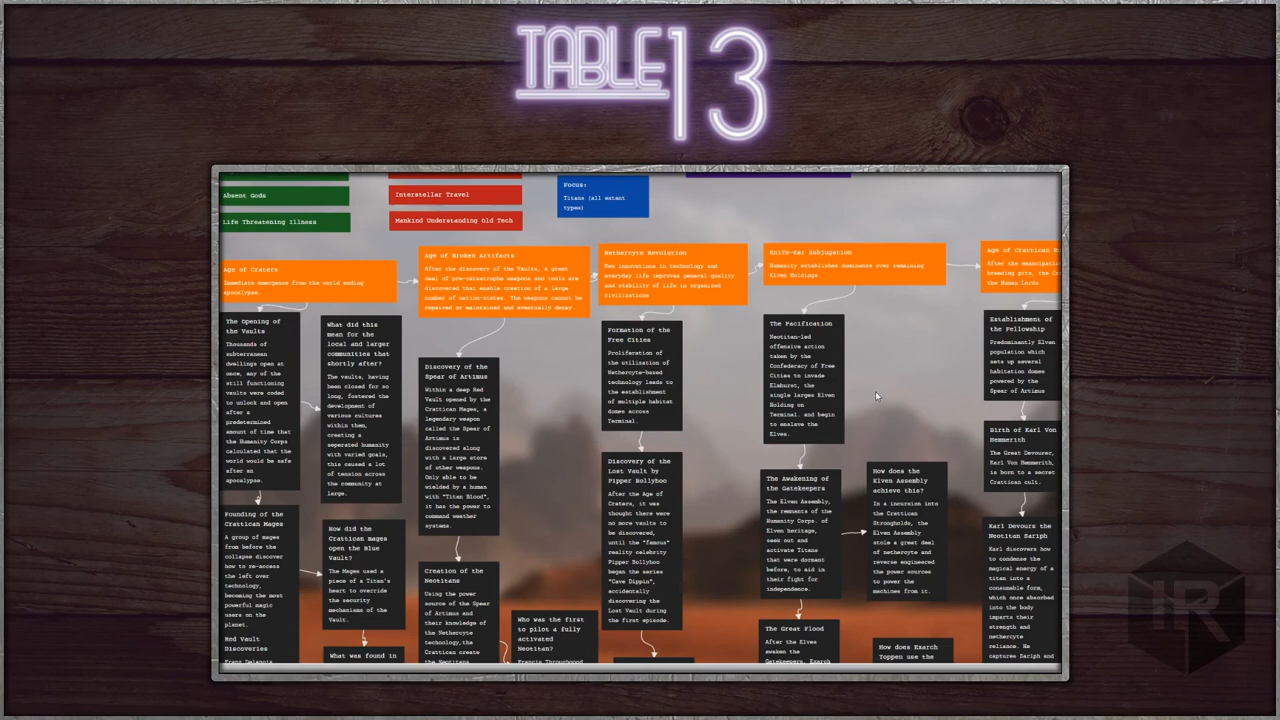 TABLE 13
Absent Gods
Life Threatening Illness
Interstellar Travel
Mankind Understanding Old Tech
Focus:
Titans (all extant
types)
Age of Craters
Immediate emergence from the world ending
apocalypse.
Age of Broken Artifacts
After the discovery of the Vaults, a great
deal of pre-catastrophe weapons and tools are
discovered that enable creation of a large
number of nation-states. The weapons cannot be
repaired or maintained and eventually decay.
Nethercyte Revolution
New innovations in technology and
everyday life improves general quality
and stability of life in organized
civilizations
Knife-Ear Subjugation
Humanity establishes dominance over remaining
Elven Holdings
Age of Crattican R
After the emancipatio
breeding pits, the Cr
the Human Lords
The Opening of
the Vaults
Thousands of
subterranean
dwellings open at
once, any of the
still functioning
vaults were coded
to unlock and open
after a
predetermined
amount of time that
the Humanity Corps
calculated that the
world would be safe
after an
apocalypse.
What did this
mean for the
local and larger
communities that
shortly after?
The vaults, having
been closed for so
long, fostered the
development of
various cultures
within them,
creating a
separated humanity
with varied goals,
this caused a lot
of tension across
the community at
large.
Founding of the
Crattican Mages
A group of mages
from before the
collapse discover
how to re-access
the left over
technology,
becoming the most
powerful magic
users on the
planet.
Red Vault
Discoveries
How did the
Crattican mages
open the Blue
Vault?
The Mages used a
piece of a Titan's
heart to override
the security
mechanisms of the
Vault.
What was found in
Discovery of the
Spear of Artimus
Within a deep Red
Vault opened by the
Crattican Mages, a
legendary weapon
called the Spear of
Artimus is
discovered along
with a large store
of other weapons.
Only able to be
wielded by a human
with "Titan Blood",
it has the power to
command weather
systems.
Creation of the
Neotitans
Using the power
source of the Spear
of Artimus and
their knowledge of
the Nethercyte
technology,the
Crattican create
the Neotitans.
Who was the first
to pilot a fully
activated
Neotitan?
Francis Throughgood
Formation of the
Free Cities
Proliferation of
the utilization of
Nethercyte-based
technology leads to
the establishment
of multiple habitat
domes across
Terminal.
Discovery of the
Lost Vault by
Pipper Bollyhoo
After the Age of
Craters, it was
thought there were
no more vaults to
be discovered,
until the "famous"
reality celebrity
Pipper Bollyhoo
began the series
"Cave Dippin",
accidentally
discovering the
Lost Vault during
the first episode.
The Pacification
Neotitan-led
offensive action
taken by the
Confederacy of Free
Cities to invade
Elmhurst, the
single largest Elven
Holding on
Terminal. and begin
to enslave the
Elves.
The Awakening of
the Gatekeepers
The Elven Assembly,
the remnants of the
Humanity Corps. of
Elven heritage,
seek out and
activate Titans
that were dormant
before, to aid in
their fight for
independence.
How does the
Elven Assembly
achieve this?
In a incursion into
the Crattican
Strongholds, the
Elven Assembly
stole a great deal
of nethercyte and
reverse engineered
the power sources
to power the
machines from it.
The Great Flood
After the Elves
awaken the
Gatekeepers, Exarch
How does Exarch
Toppen use the
Establishment of
the Fellowship
Predominantly Elven
population which
sets up several
habitation domes
powered by the
Spear of Artimus
Birth of Karl Von
Hemmerith
The Great Devourer,
Karl Von Hemmerith,
is born to a secret
Crattican cult.
Karl Devours the
Neotitan Sariph
Karl discovers how
to condense the
magical energy of a
titan into a
consumable form,
which once absorbed
into the body
imparts their
strength and
nethercyte
reliance. He
captures Sariph and